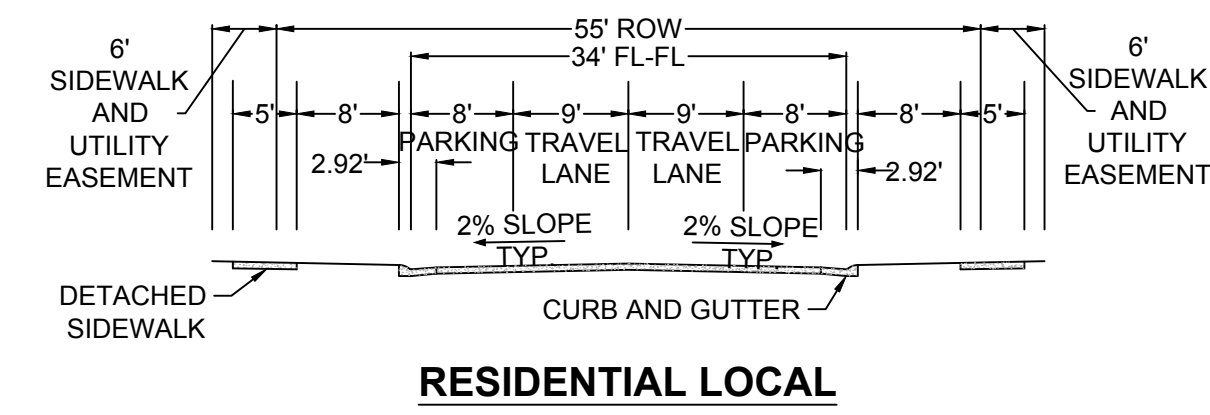 55' ROW
34' FL-FL
6'
SIDEWALK
AND
UTILITY
EASEMENT
6'
SIDEWALK
AND
UTILITY
EASEMENT
5' 8' 8' 9' 9' 8' 8' 5'
PARKING TRAVEL LANE TRAVEL LANE PARKING
2.92' 2.92'
2% SLOPE
TYP.
2% SLOPE
TYP.
DETACHED
SIDEWALK
CURB AND GUTTER
RESIDENTIAL LOCAL